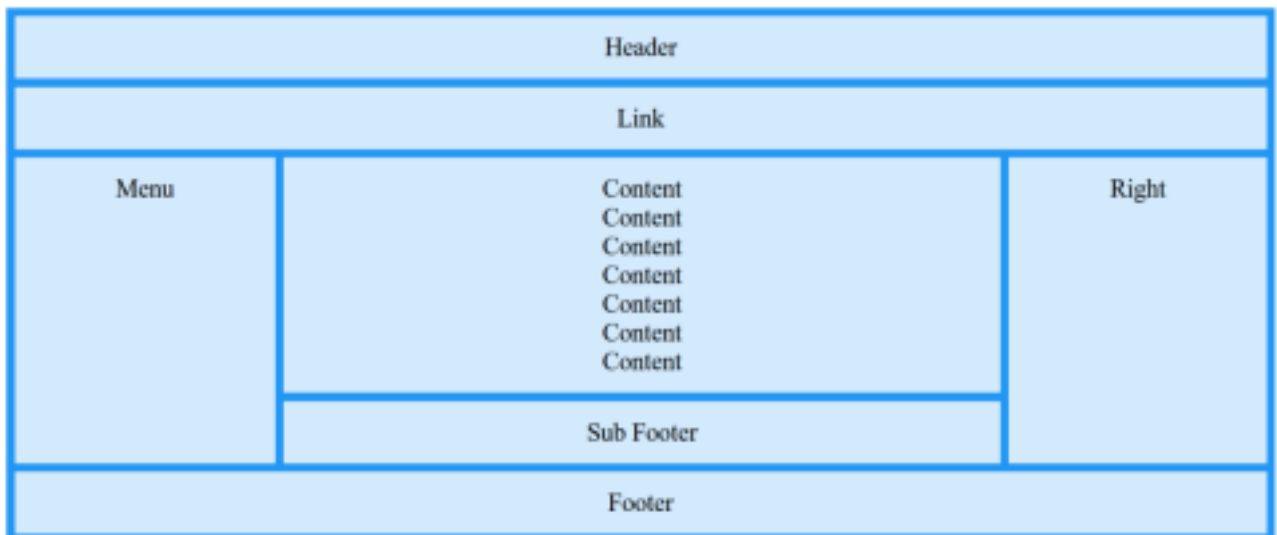 Header
Link
Menu
Content
Content
Content
Content
Content
Content
Content
Right
Sub Footer
Footer